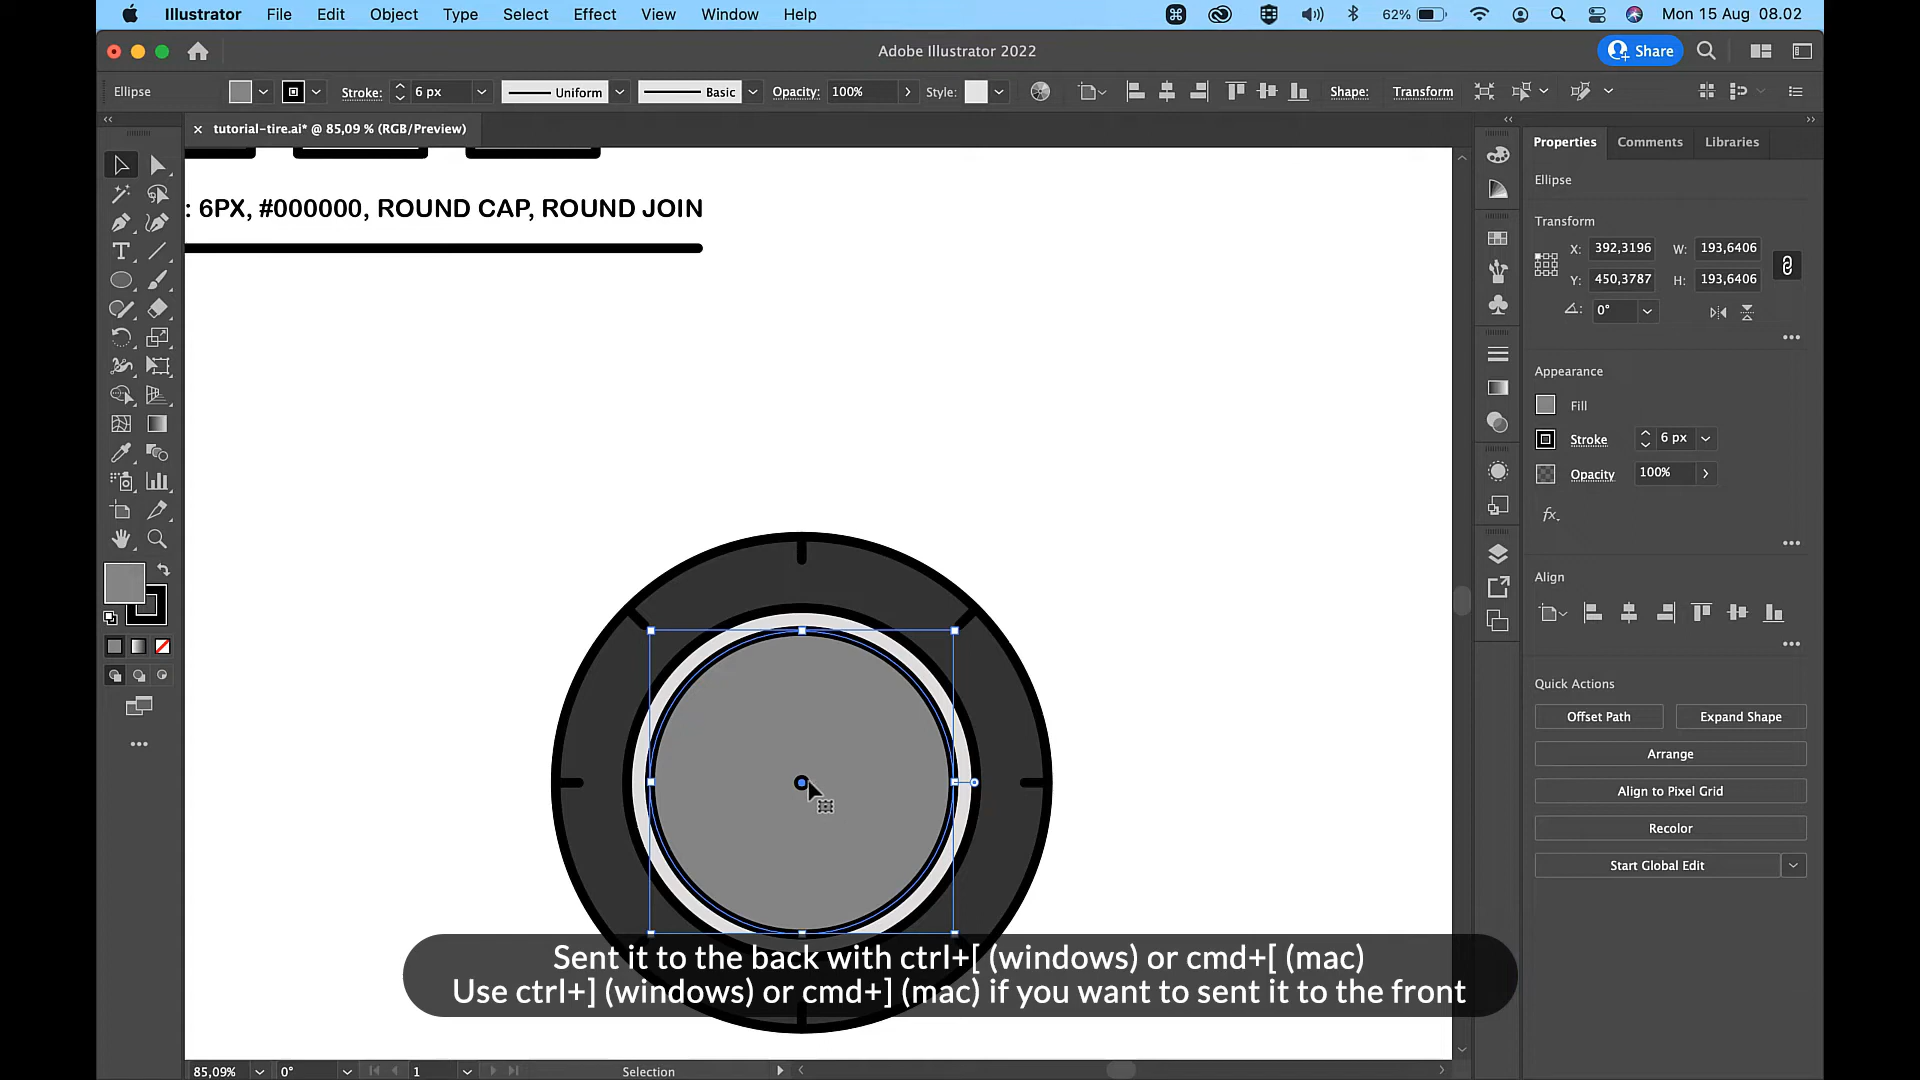 Illustrator File Edit Object Type Select Effect View Window Help 62% Mon 15 Aug 08.02
Adobe Illustrator 2022
Share
Ellipse Stroke: 6 px Uniform Basic Opacity: 100% Style: Shape: Transform
tutorial-tire.ai* @ 85,09 % (RGB/Preview)
Properties Comments Libraries
Ellipse
Transform
X: 392,3196 W: 193,6406
Y: 450,3787 H: 193,6406
0°
Appearance
Fill
Stroke 6 px
Opacity 100%
fx.
Align
Quick Actions
Offset Path Expand Shape
Arrange
Align to Pixel Grid
Recolor
Start Global Edit
: 6PX, #000000, ROUND CAP, ROUND JOIN
Sent it to the back with ctrl+[ (windows) or cmd+[ (mac)
Use ctrl+] (windows) or cmd+] (mac) if you want to sent it to the front
85,09% 0° 1 Selection